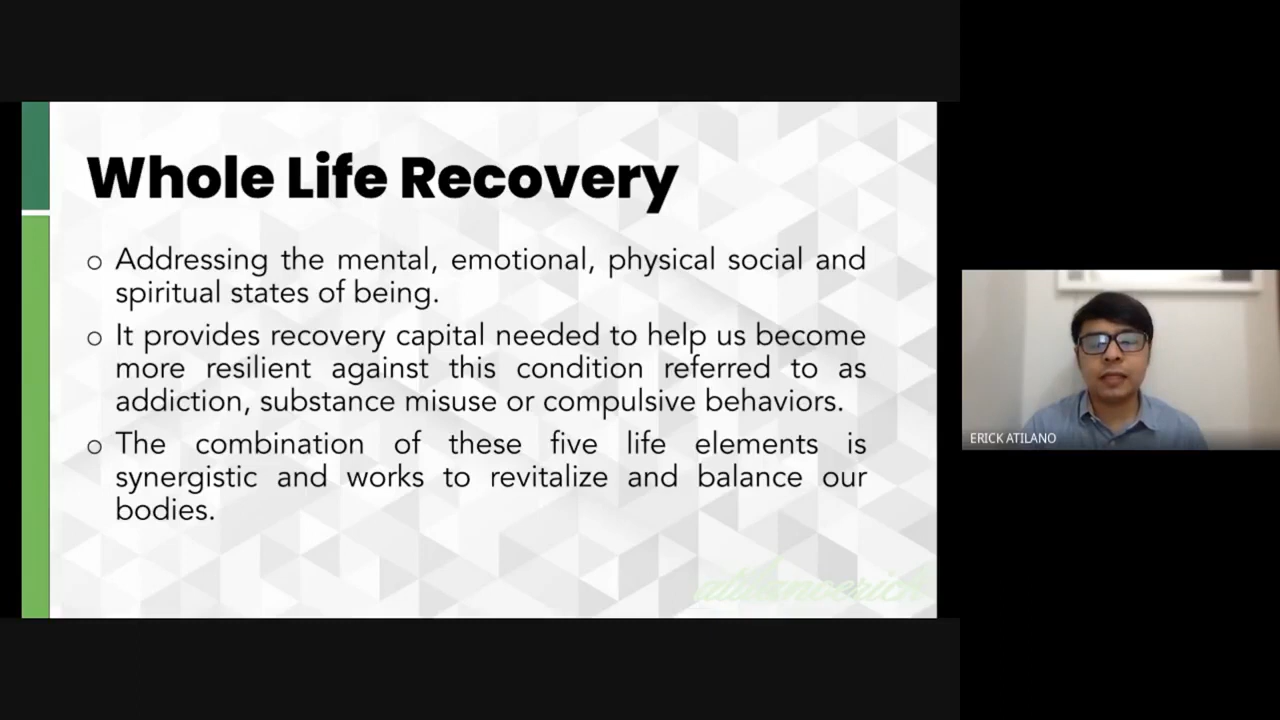 Whole Life Recovery
o Addressing the mental, emotional, physical social and
spiritual states of being.
o It provides recovery capital needed to help us become
more resilient against this condition referred to as
addiction, substance misuse or compulsive behaviors.
o The combination of these five life elements is
synergistic and works to revitalize and balance our
bodies.
atilanoerick
ERICK ATILANO